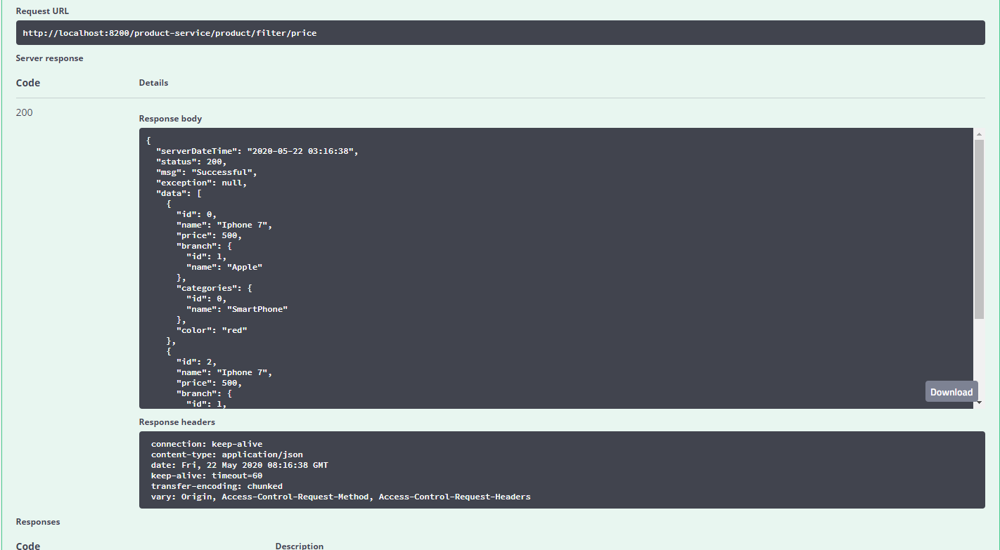 Request URL
http://localhost:8200/product-service/product/filter/price
Server response
Code Details
200
Response body
{
  "serverDateTime": "2020-05-22 03:16:38",
  "status": 200,
  "msg": "Successful",
  "exception": null,
  "data": [
    {
      "id": 0,
      "name": "Iphone 7",
      "price": 500,
      "branch": {
        "id": 1,
        "name": "Apple"
      },
      "categories": {
        "id": 0,
        "name": "SmartPhone"
      },
      "color": "red"
    },
    {
      "id": 2,
      "name": "Iphone 7",
      "price": 500,
      "branch": {
        "id": 1,
Download
Response headers
connection: keep-alive
content-type: application/json
date: Fri, 22 May 2020 08:16:38 GMT
keep-alive: timeout=60
transfer-encoding: chunked
vary: Origin, Access-Control-Request-Method, Access-Control-Request-Headers
Responses
Code Description